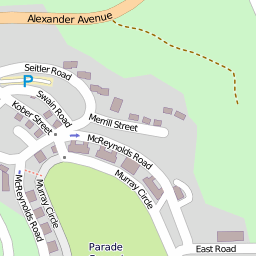 Alexander Avenue
Seitler Road
P
Swain Road
Kober Street
Merrill Street
McReynolds Road
Murray Circle
McReynolds Road
Murray Circle
Parade
East Road